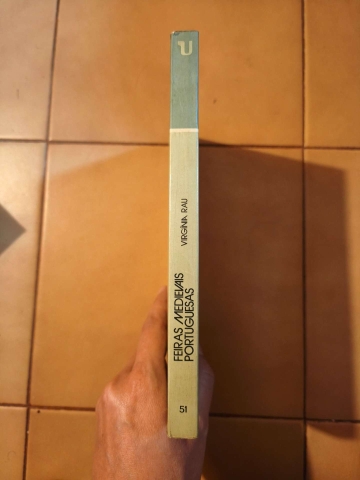 U
VIRGÍNIA RAU
FEIRAS MEDIEVAIS
PORTUGUESAS
51